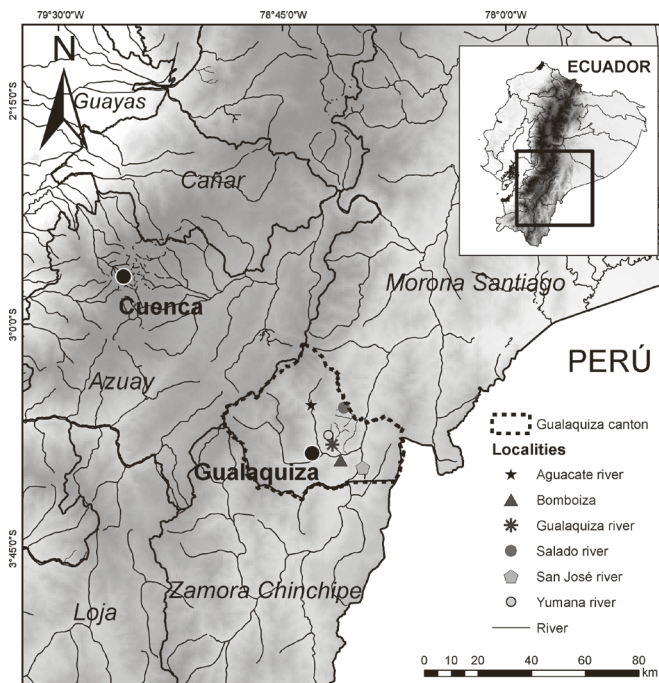 79°30'0"W 78°45'0"W 78°0'0"W
N
ECUADOR
2°15'0"S
Guayas
Cañar
Morona Santiago
Cuenca
3°0'0"S
PERÚ
Azuay
Gualaquiza canton
Localities
Gualaquiza
Aguacate river
Bomboiza
Gualaquiza river
3°45'0"S
Salado river
San José river
Zamora Chinchipe
Yumana river
Loja
River
0 10 20 40 60 80
km